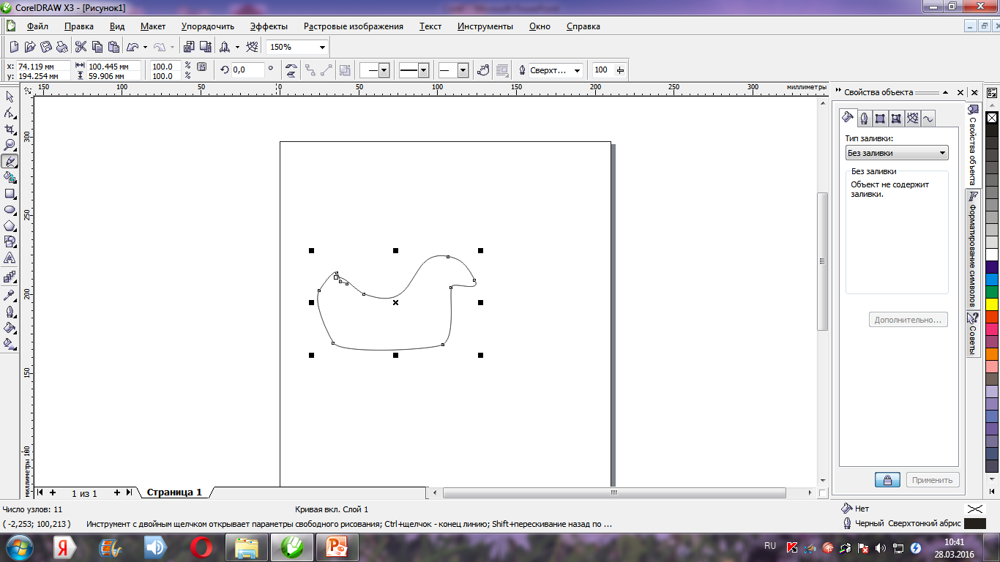 CorelDRAW X3 - [Рисунок1]
Файл Правка Вид Макет Упорядочить Эффекты Растровые изображения Текст Инструменты Окно Справка
150%
x: 74.119 мм 100.445 мм 100.0 % 0,0 ° Сверхт... 100
y: 194.254 мм 59.906 мм 100.0 %
150 100 50 0 50 100 150 200 250 300 миллиметры
300
250
200
150
100
миллиметры
Свойства объекта
Тип заливки:
Без заливки
Без заливки
Объект не содержит
заливки.
Дополнительно...
Применить
Свойства объекта
Форматирование символов
Советы
1 из 1 Страница 1
Число узлов: 11 Кривая вкл. Слой 1 Нет
( -2,253; 100,213 ) Инструмент с двойным щелчком открывает параметры свободного рисования; Ctrl+щелчок - конец линию; Shift+перескивание назад по ... Черный Сверхтонкий абрис
RU 10:41
28.03.2016